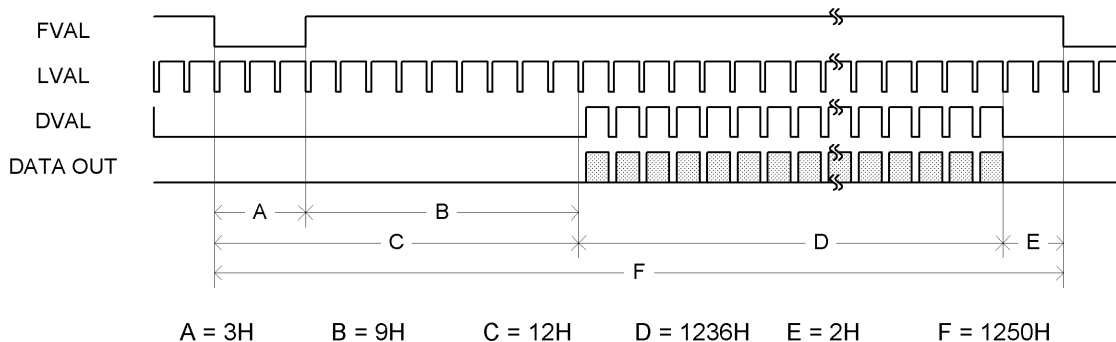 FVAL
LVAL
DVAL
DATA OUT
A
B
C
D
E
F
A = 3H B = 9H C = 12H D = 1236H E = 2H F = 1250H